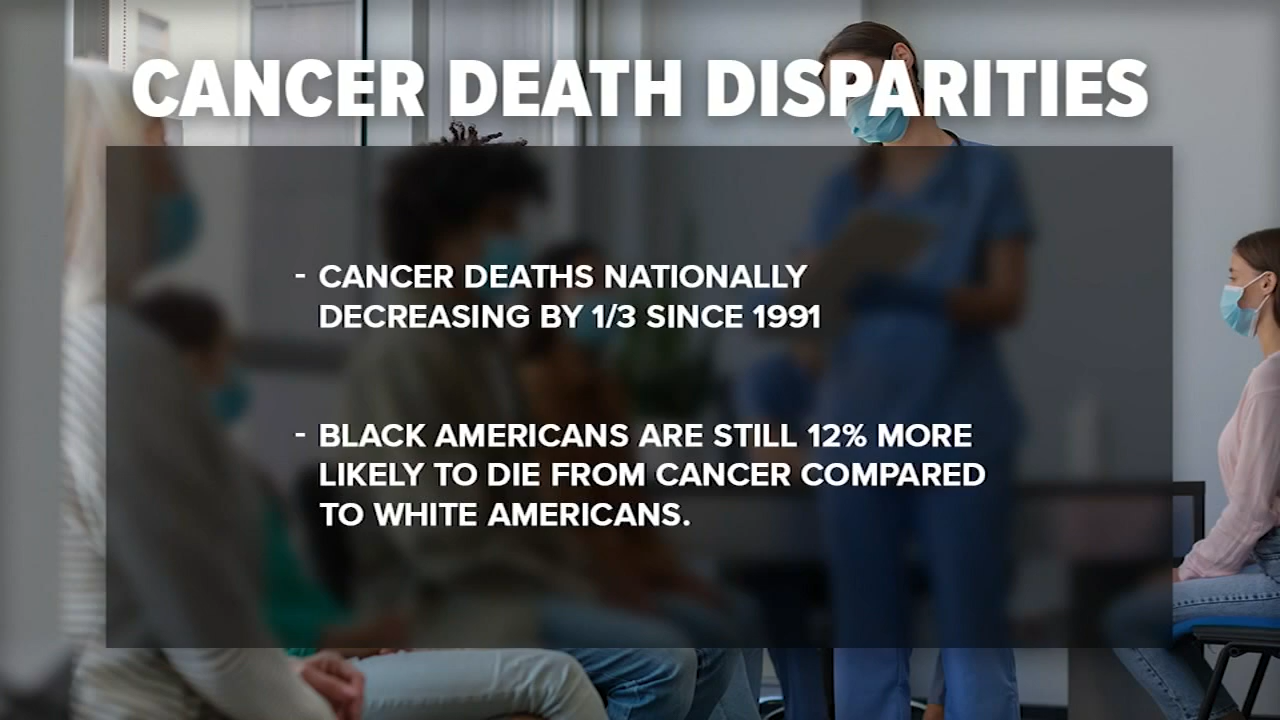 CANCER DEATH DISPARITIES
- CANCER DEATHS NATIONALLY
DECREASING BY 1/3 SINCE 1991
- BLACK AMERICANS ARE STILL 12% MORE
LIKELY TO DIE FROM CANCER COMPARED
TO WHITE AMERICANS.